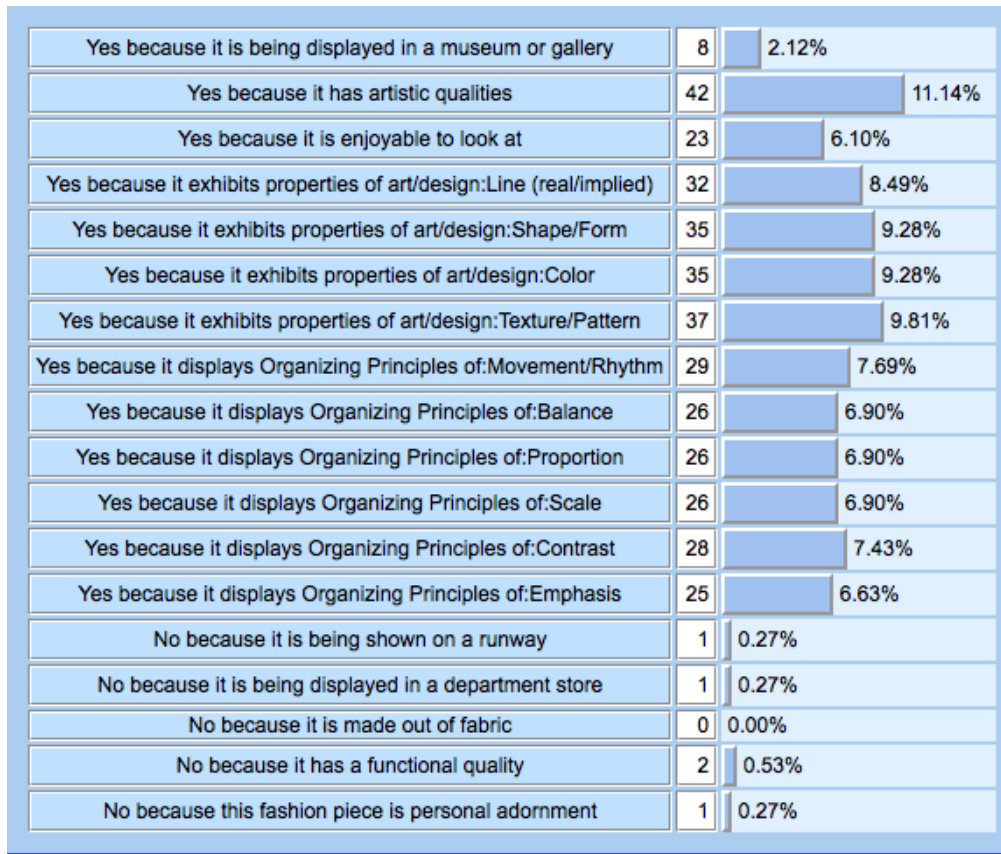 Yes because it is being displayed in a museum or gallery 8 2.12%
Yes because it has artistic qualities 42 11.14%
Yes because it is enjoyable to look at 23 6.10%
Yes because it exhibits properties of art/design:Line (real/implied) 32 8.49%
Yes because it exhibits properties of art/design:Shape/Form 35 9.28%
Yes because it exhibits properties of art/design:Color 35 9.28%
Yes because it exhibits properties of art/design:Texture/Pattern 37 9.81%
Yes because it displays Organizing Principles of:Movement/Rhythm 29 7.69%
Yes because it displays Organizing Principles of:Balance 26 6.90%
Yes because it displays Organizing Principles of:Proportion 26 6.90%
Yes because it displays Organizing Principles of:Scale 26 6.90%
Yes because it displays Organizing Principles of:Contrast 28 7.43%
Yes because it displays Organizing Principles of:Emphasis 25 6.63%
No because it is being shown on a runway 1 0.27%
No because it is being displayed in a department store 1 0.27%
No because it is made out of fabric 0 0.00%
No because it has a functional quality 2 0.53%
No because this fashion piece is personal adornment 1 0.27%